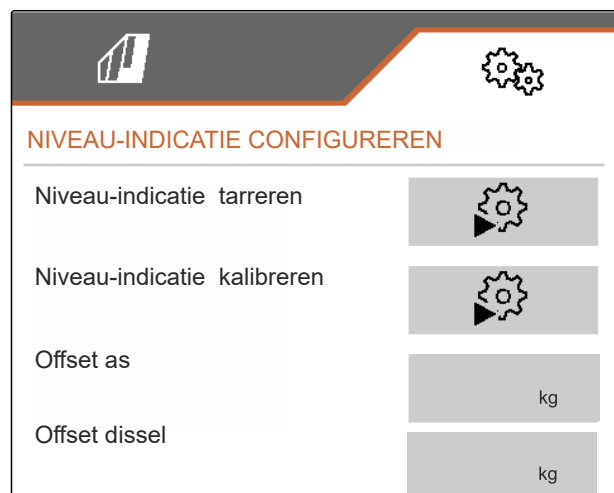 NIVEAU-INDICATIE CONFIGUREREN
Niveau-indicatie tarreren
Niveau-indicatie kalibreren
Offset as
kg
Offset dissel
kg